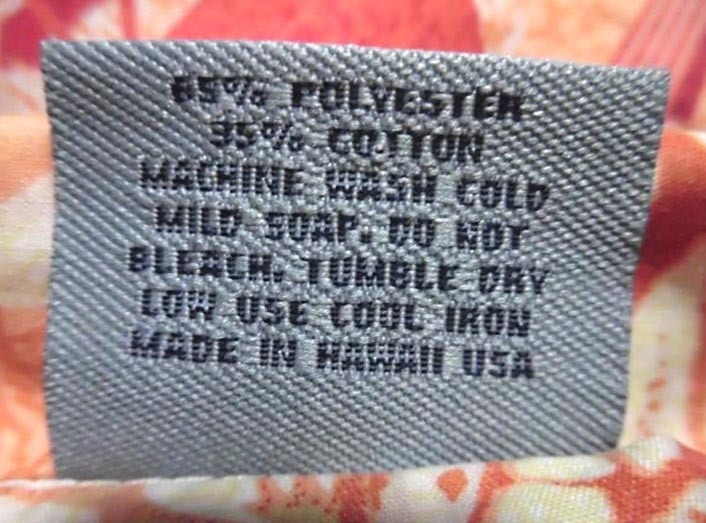 65% POLYESTER
35% COTTON
MACHINE WASH COLD
MILD SOAP. DO NOT
BLEACH. TUMBLE DRY
LOW USE COOL IRON
MADE IN HAWAII USA